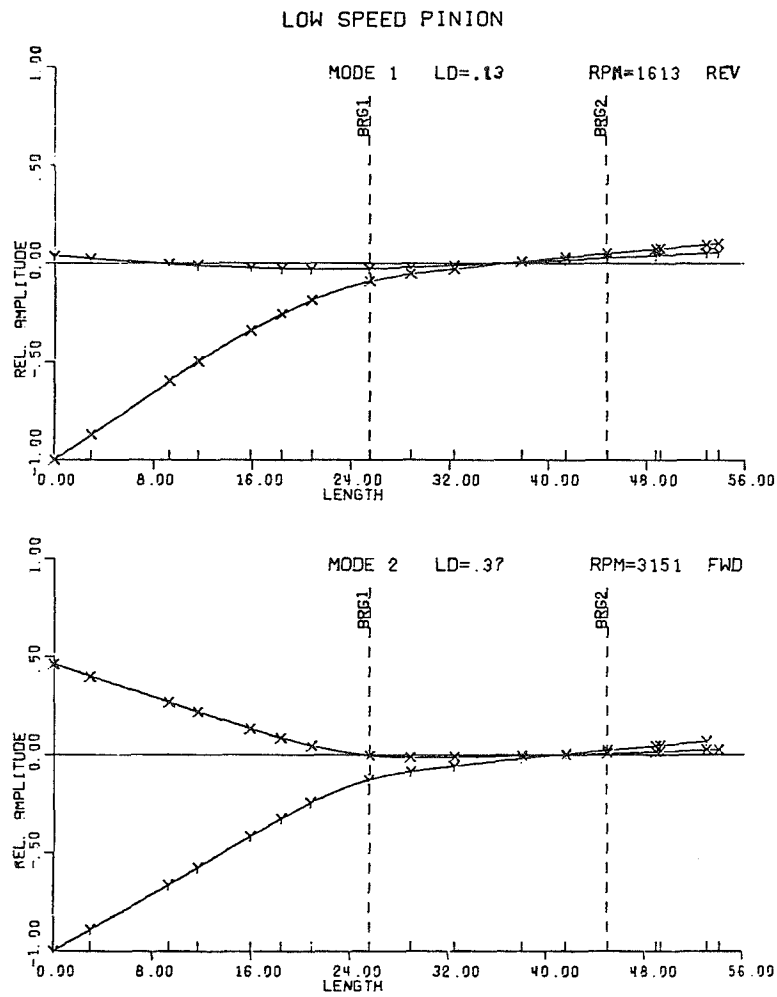 LOW SPEED PINION
MODE 1 LD=.13 RPM=1613 REV
BRG1
BRG2
1.00
.50
0.00
-.50
-1.00
REL. AMPLITUDE
0.00 8.00 16.00 24.00 32.00 40.00 48.00 56.00
LENGTH
MODE 2 LD=.37 RPM=3151 FWD
BRG1
BRG2
1.00
.50
0.00
-.50
-1.00
REL. AMPLITUDE
0.00 8.00 16.00 24.00 32.00 40.00 48.00 56.00
LENGTH